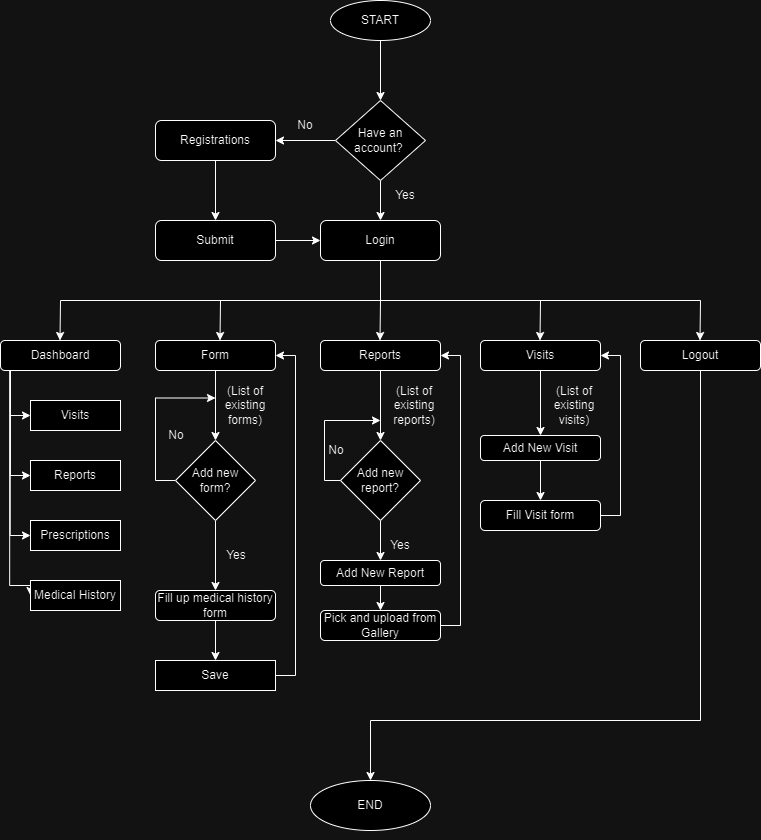 START
Have an
account?
No
Registrations
Yes
Submit
Login
Dashboard
Form
Reports
Visits
Logout
Visits
Reports
Prescriptions
Medical History
(List of
existing
forms)
No
Add new
form?
Yes
Fill up medical history
form
Save
(List of
existing
reports)
No
Add new
report?
Yes
Add New Report
Pick and upload from
Gallery
(List of
existing
visits)
Add New Visit
Fill Visit form
END